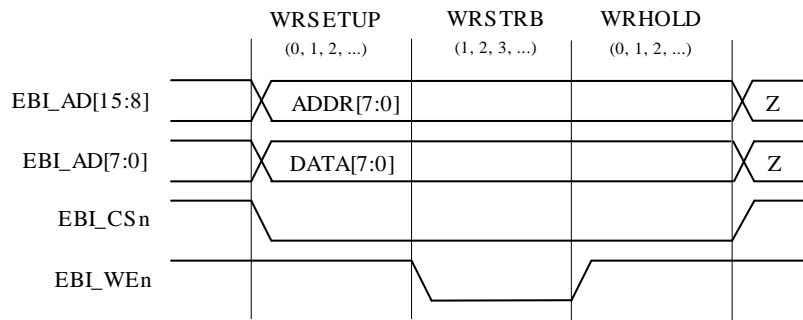 WRSETUP WRSTRB WRHOLD
(0, 1, 2, ...) (1, 2, 3, ...) (0, 1, 2, ...)
EBI_AD[15:8] ADDR[7:0] Z
EBI_AD[7:0] DATA[7:0] Z
EBI_CSn
EBI_WEn